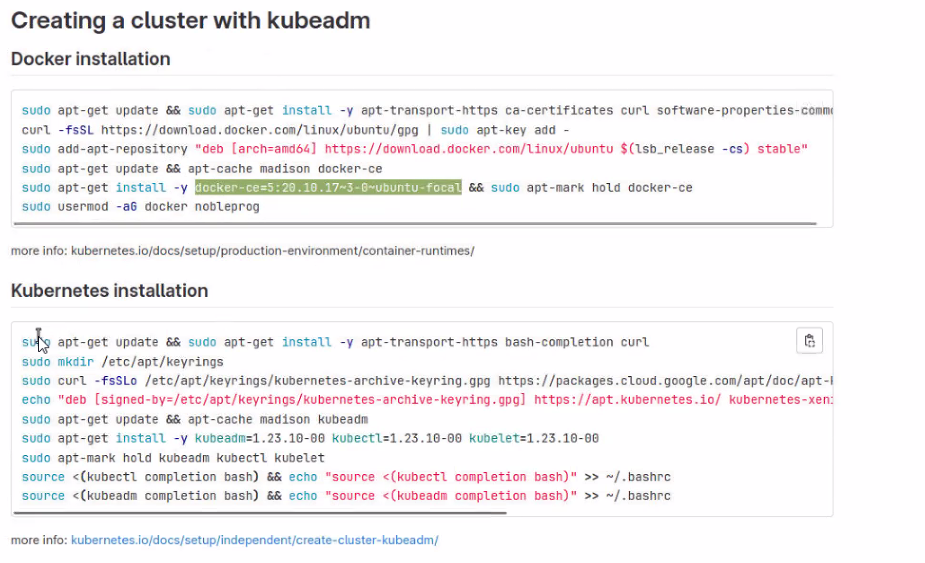 Creating a cluster with kubeadm
Docker installation
sudo apt-get update && sudo apt-get install -y apt-transport-https ca-certificates curl software-properties-commo
curl -fsSL https://download.docker.com/linux/ubuntu/gpg | sudo apt-key add -
sudo add-apt-repository "deb [arch=amd64] https://download.docker.com/linux/ubuntu $(lsb_release -cs) stable"
sudo apt-get update && apt-cache madison docker-ce
sudo apt-get install -y docker-ce=5:20.10.17~3-0~ubuntu-focal && sudo apt-mark hold docker-ce
sudo usermod -aG docker nobleprog
more info: kubernetes.io/docs/setup/production-environment/container-runtimes/
Kubernetes installation
sudo apt-get update && sudo apt-get install -y apt-transport-https bash-completion curl
sudo mkdir /etc/apt/keyrings
sudo curl -fsSLo /etc/apt/keyrings/kubernetes-archive-keyring.gpg https://packages.cloud.google.com/apt/doc/apt-k
echo "deb [signed-by=/etc/apt/keyrings/kubernetes-archive-keyring.gpg] https://apt.kubernetes.io/ kubernetes-xeni
sudo apt-get update && apt-cache madison kubeadm
sudo apt-get install -y kubeadm=1.23.10-00 kubectl=1.23.10-00 kubelet=1.23.10-00
sudo apt-mark hold kubeadm kubectl kubelet
source <(kubectl completion bash) && echo "source <(kubectl completion bash)" >> ~/.bashrc
source <(kubeadm completion bash) && echo "source <(kubeadm completion bash)" >> ~/.bashrc
more info: kubernetes.io/docs/setup/independent/create-cluster-kubeadm/